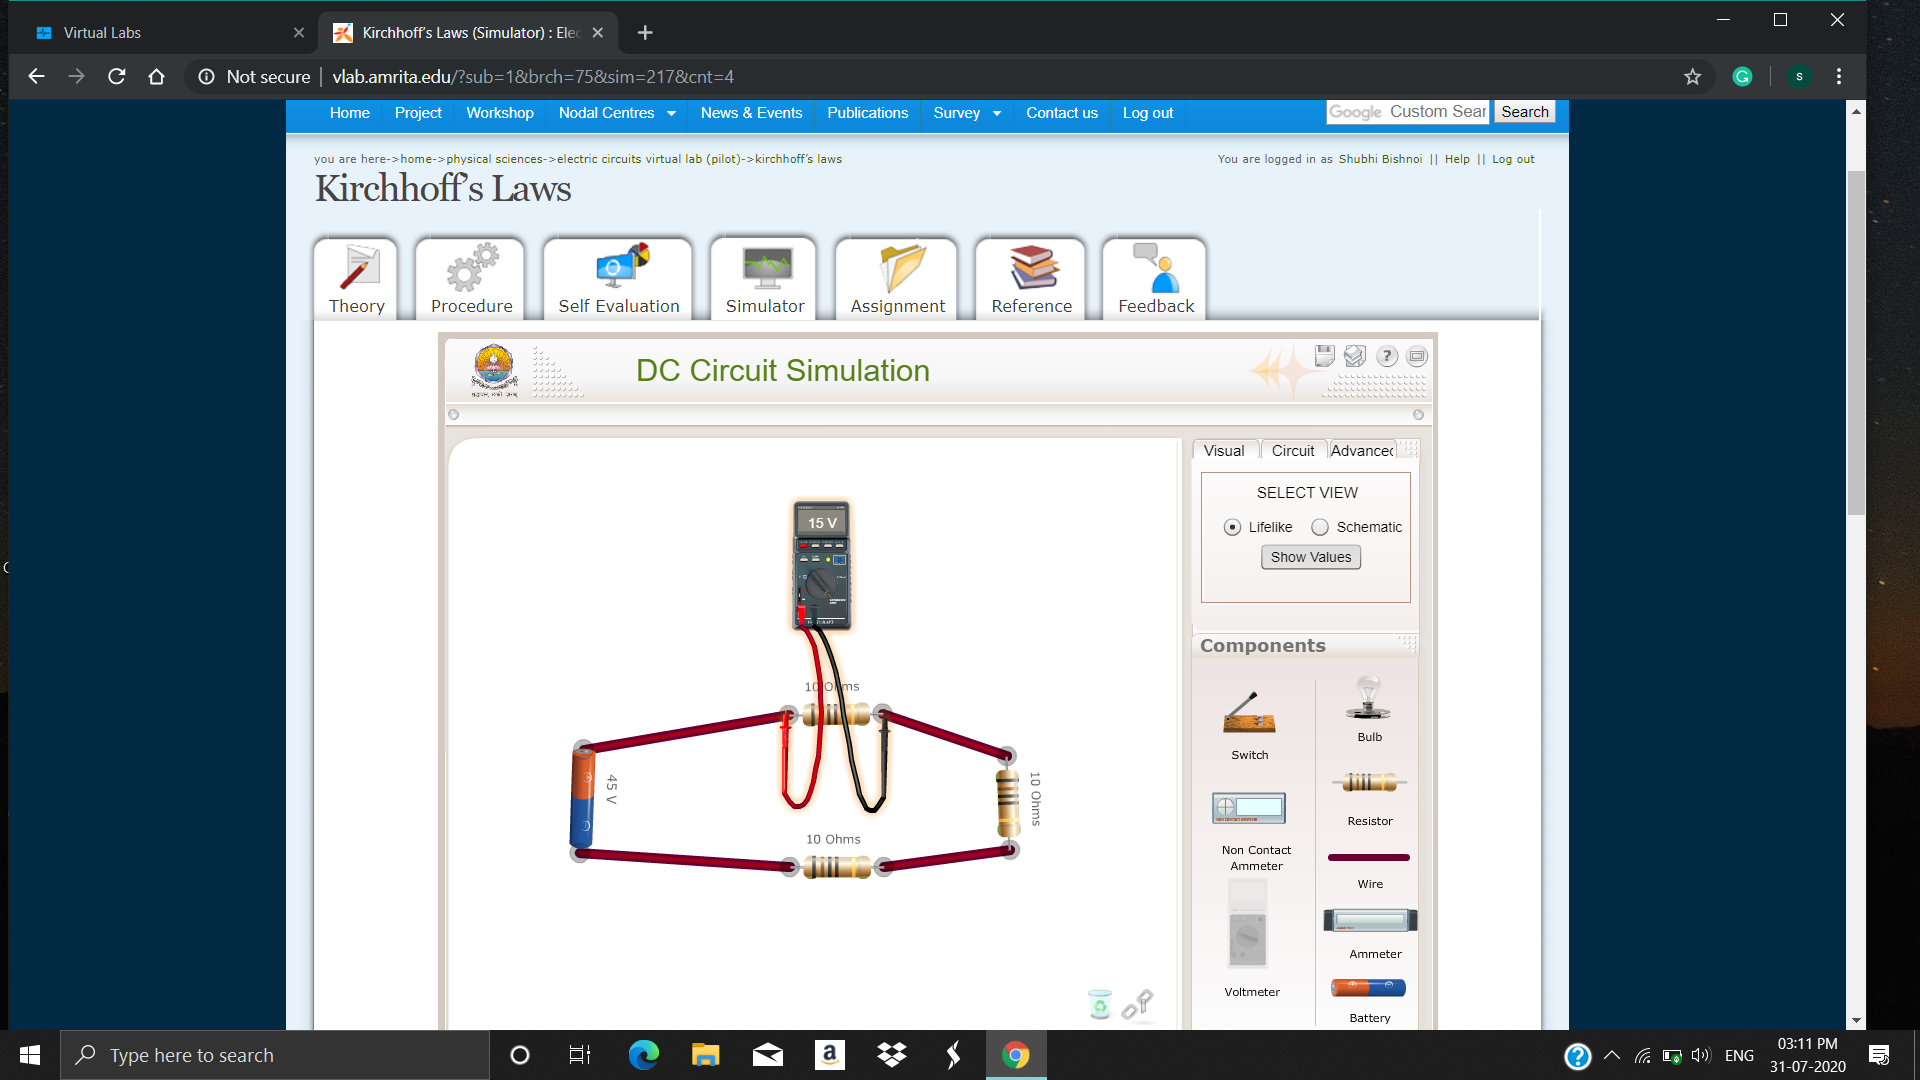 Virtual Labs
Kirchhoff's Laws (Simulator) : Elec
Not secure | vlab.amrita.edu/?sub=1&brch=75&sim=217&cnt=4
Home Project Workshop Nodal Centres News & Events Publications Survey Contact us Log out
Google Custom Sear Search
you are here->home->physical sciences->electric circuits virtual lab (pilot)->kirchhoff's laws
You are logged in as Shubhi Bishnoi || Help || Log out
Kirchhoff's Laws
Theory Procedure Self Evaluation Simulator Assignment Reference Feedback
DC Circuit Simulation
Visual Circuit Advanced
SELECT VIEW
Lifelike Schematic
Show Values
15 V
10 Ohms
45 V
10 Ohms
10 Ohms
Components
Switch
Bulb
Resistor
Non Contact
Ammeter
Wire
Ammeter
Voltmeter
Battery
Type here to search
ENG
03:11 PM
31-07-2020